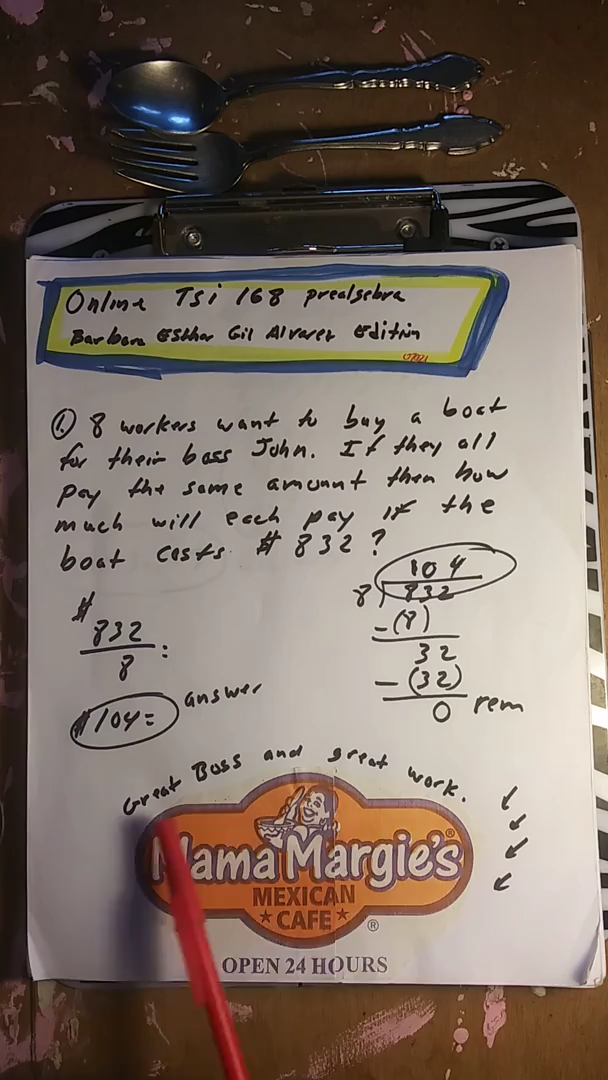 Online Tsi 168 prealgebra
Barbara Esther Gil Alvarez Edition
①. 8 workers want to buy a boat
for their boss John. If they all
pay the same amount then how
much will each pay if the
boat costs $ 832?
$
832
8 =
$104 = answer
104
8 ) 832
- (8)
32
- (32)
0 rem
Great Boss and great work.
Mama Margie's ®
MEXICAN
★ CAFE ★ ®
OPEN 24 HOURS